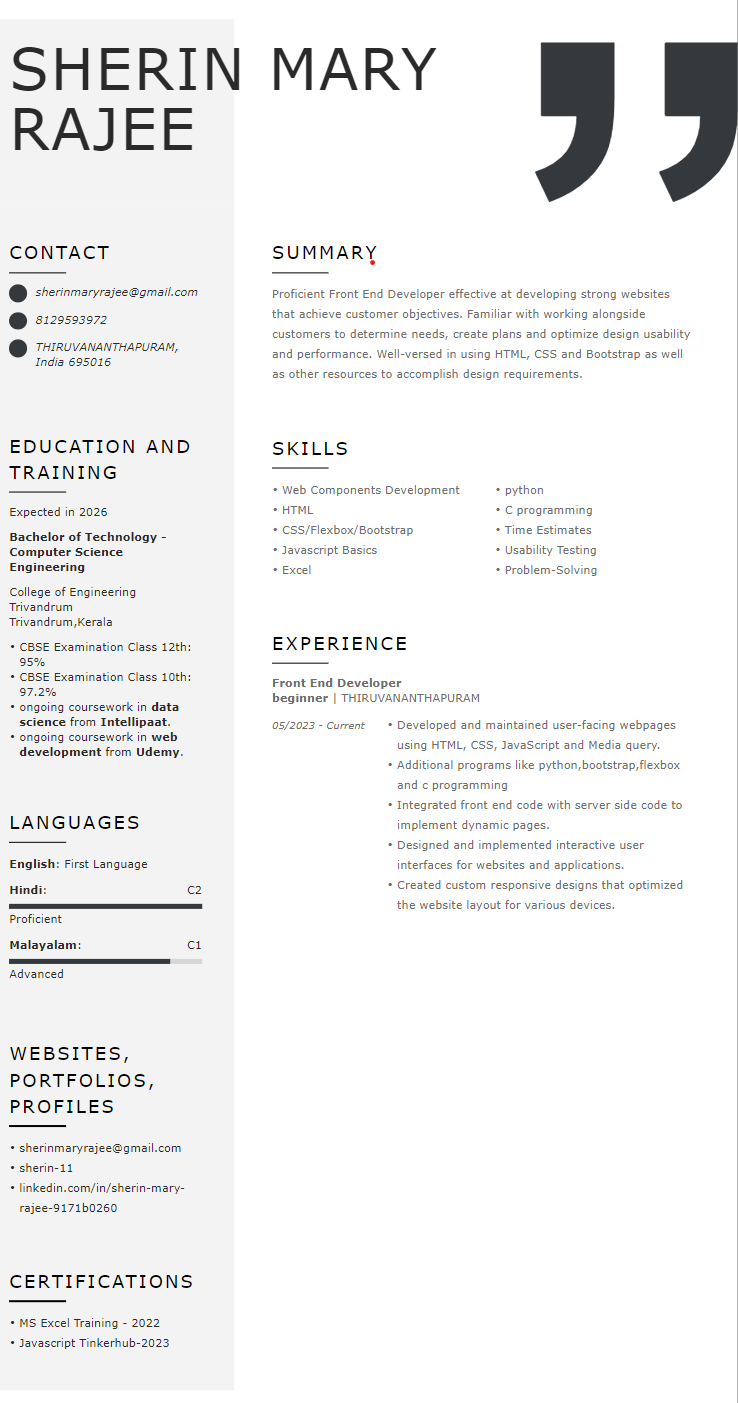 SHERIN MARY
RAJEE
CONTACT
sherinmaryrajee@gmail.com
8129593972
THIRUVANANTHAPURAM,
India 695016
EDUCATION AND
TRAINING
Expected in 2026
Bachelor of Technology -
Computer Science
Engineering
College of Engineering
Trivandrum
Trivandrum,Kerala
• CBSE Examination Class 12th:
95%
• CBSE Examination Class 10th:
97.2%
• ongoing coursework in data
science from Intellipaat.
• ongoing coursework in web
development from Udemy.
LANGUAGES
English: First Language
Hindi: C2
Proficient
Malayalam: C1
Advanced
WEBSITES,
PORTFOLIOS,
PROFILES
• sherinmaryrajee@gmail.com
• sherin-11
• linkedin.com/in/sherin-mary-
rajee-9171b0260
CERTIFICATIONS
• MS Excel Training - 2022
• Javascript Tinkerhub-2023
SUMMARY
Proficient Front End Developer effective at developing strong websites
that achieve customer objectives. Familiar with working alongside
customers to determine needs, create plans and optimize design usability
and performance. Well-versed in using HTML, CSS and Bootstrap as well
as other resources to accomplish design requirements.
SKILLS
• Web Components Development
• HTML
• CSS/Flexbox/Bootstrap
• Javascript Basics
• Excel
• python
• C programming
• Time Estimates
• Usability Testing
• Problem-Solving
EXPERIENCE
Front End Developer
beginner | THIRUVANANTHAPURAM
05/2023 - Current
• Developed and maintained user-facing webpages
using HTML, CSS, JavaScript and Media query.
• Additional programs like python,bootstrap,flexbox
and c programming
• Integrated front end code with server side code to
implement dynamic pages.
• Designed and implemented interactive user
interfaces for websites and applications.
• Created custom responsive designs that optimized
the website layout for various devices.